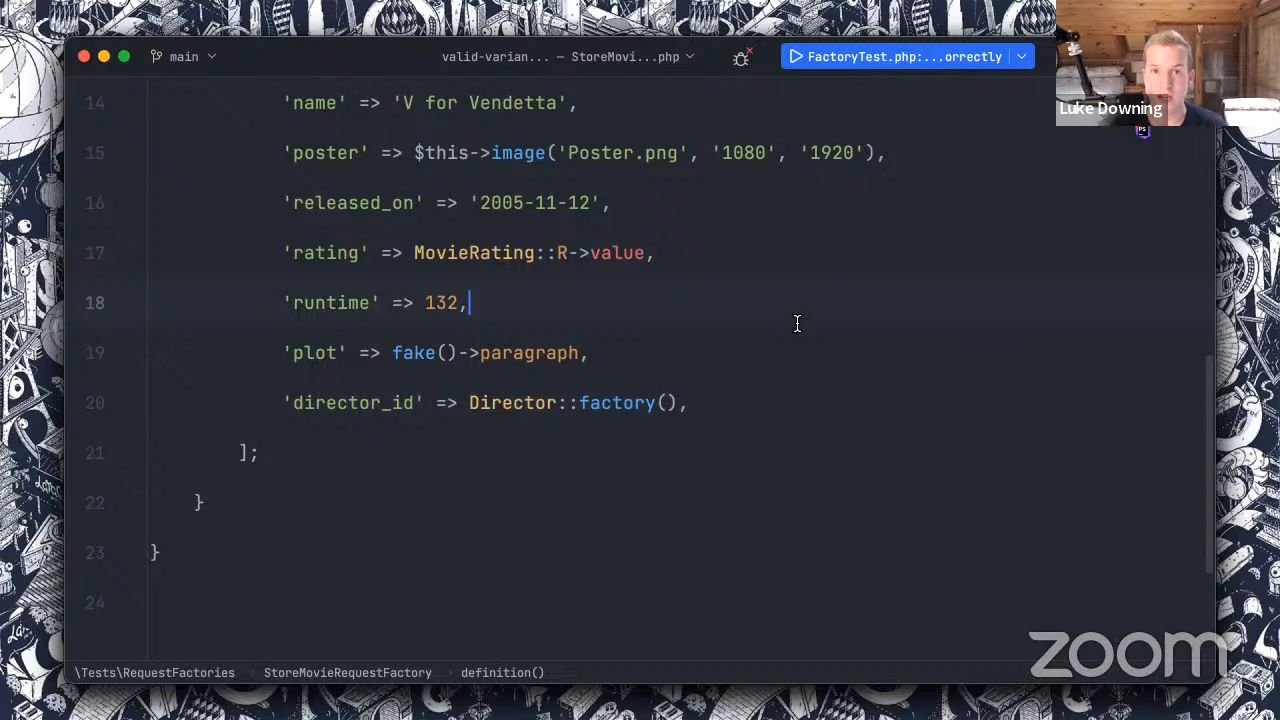 main
valid-varian... — StoreMovi...php
FactoryTest.php:...orrectly
Luke Downing
PS
14 'name' => 'V for Vendetta',
15 'poster' => $this->image('Poster.png', '1080', '1920'),
16 'released_on' => '2005-11-12',
17 'rating' => MovieRating::R->value,
18 'runtime' => 132,
19 'plot' => fake()->paragraph,
20 'director_id' => Director::factory(),
21 ];
22 }
23 }
24
zoom
\Tests\RequestFactories StoreMovieRequestFactory definition()